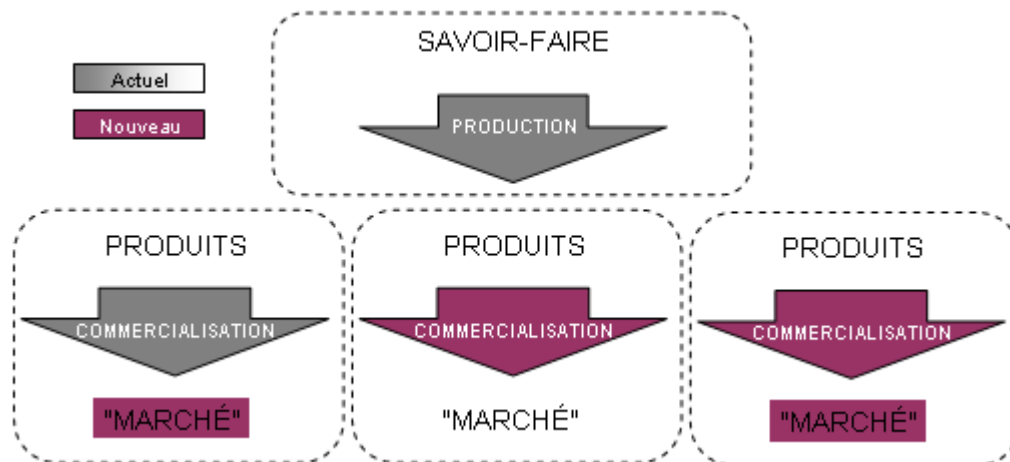 SAVOIR-FAIRE
Actuel
Nouveau
PRODUCTION
PRODUITS
PRODUITS
PRODUITS
COMMERCIALISATION
COMMERCIALISATION
COMMERCIALISATION
"MARCHÉ"
"MARCHÉ"
"MARCHÉ"